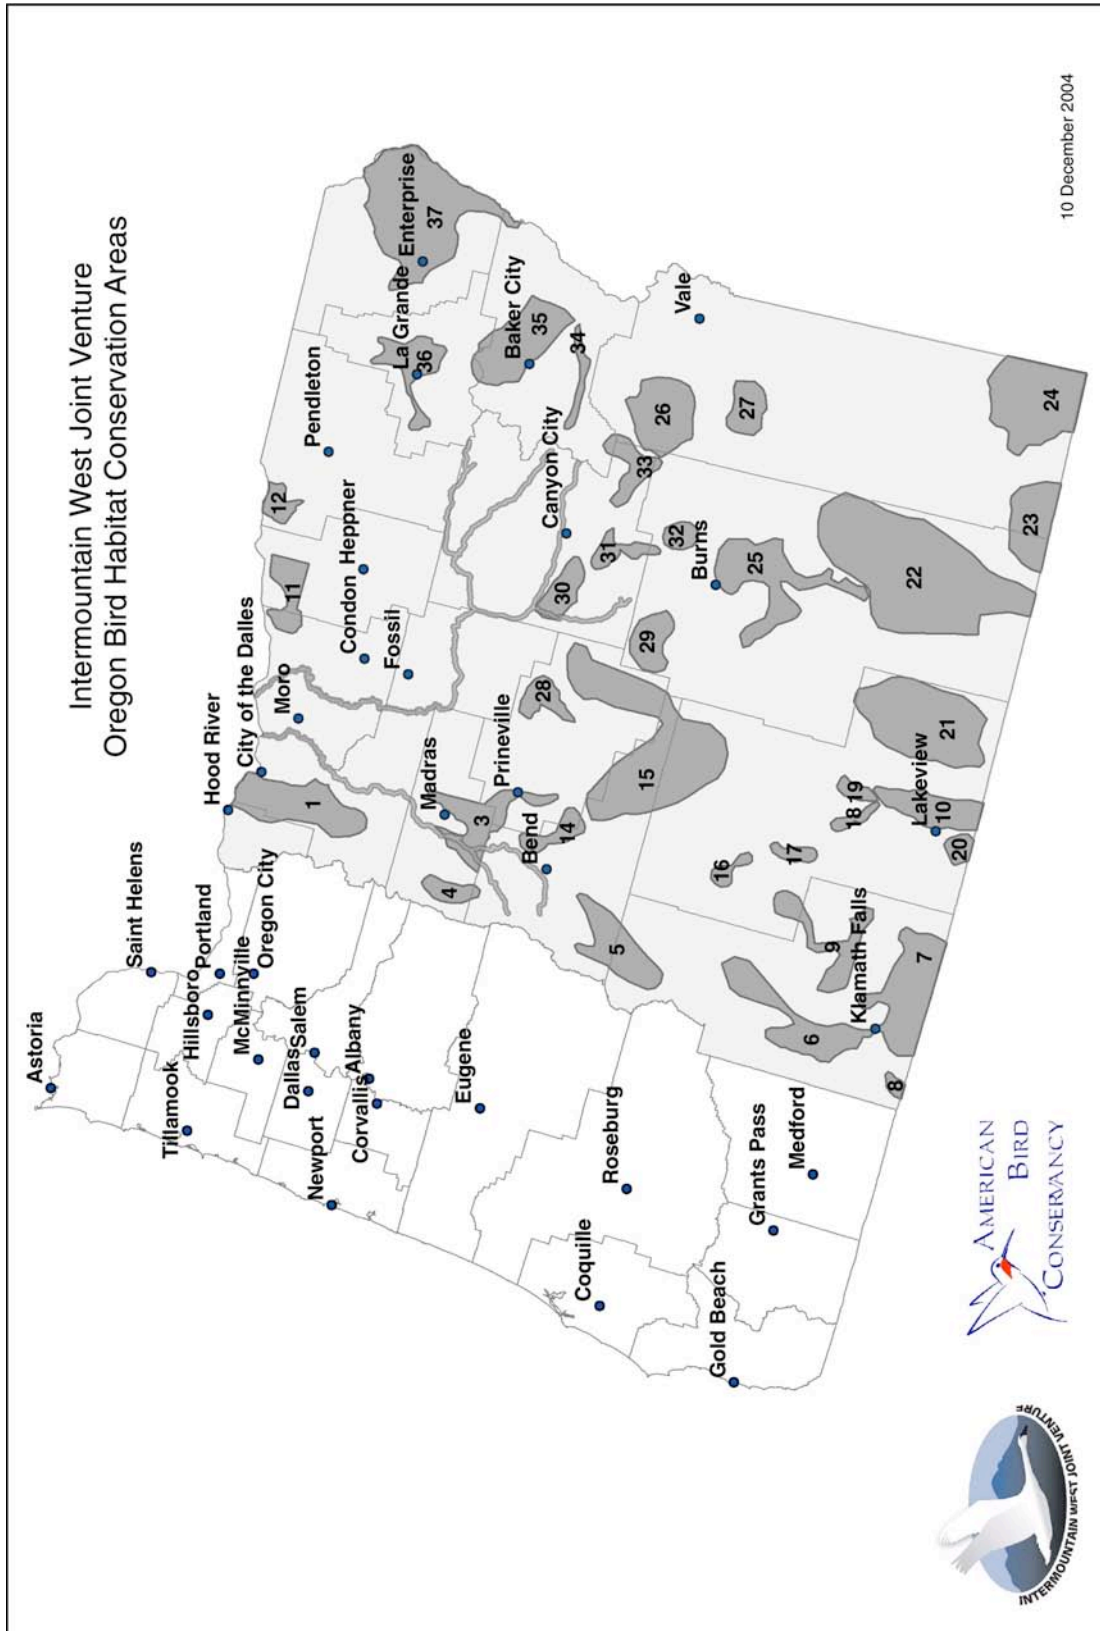 Intermountain West Joint Venture
Oregon Bird Habitat Conservation Areas
Astoria
Saint Helens
Tillamook
Hillsboro
Portland
McMinnville
Oregon City
Dallas
Salem
Newport
Corvallis
Albany
Eugene
Coquille
Roseburg
Gold Beach
Grants Pass
Medford
Hood River
City of the Dalles
Moro
Condon
Heppner
Fossil
Pendleton
La Grande
Enterprise
Baker City
Madras
Prineville
Bend
Canyon City
Burns
Vale
Klamath Falls
Lakeview
1
3
4
5
6
7
8
9
10
11
12
14
15
16
17
18
19
20
21
22
23
24
25
26
27
28
29
30
31
32
33
34
35
36
37
INTERMOUNTAIN WEST JOINT VENTURE
AMERICAN
BIRD
CONSERVANCY
10 December 2004